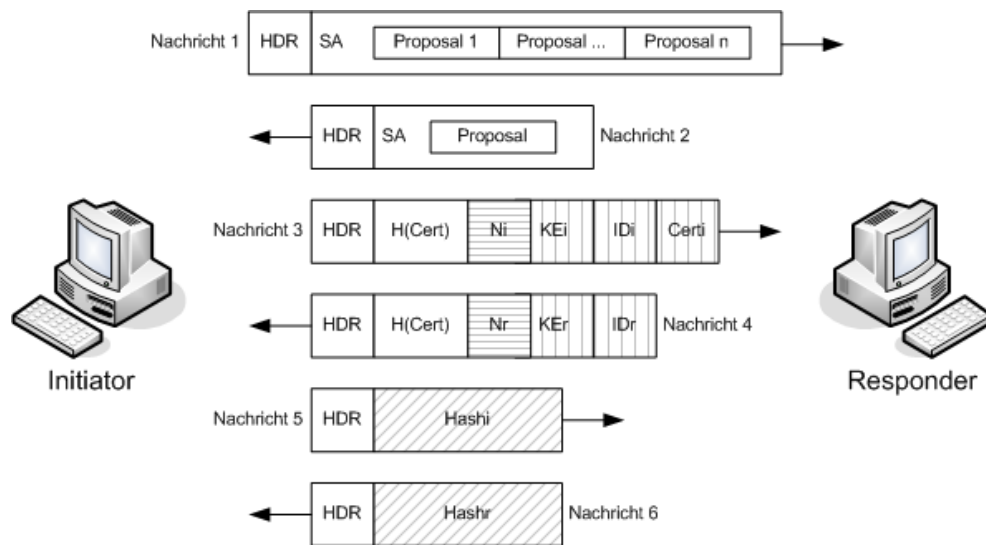 Nachricht 1 HDR SA Proposal 1 Proposal ... Proposal n
HDR SA Proposal Nachricht 2
Nachricht 3 HDR H(Cert) Ni KEi IDi Certi
HDR H(Cert) Nr KEr IDr Nachricht 4
Initiator Responder
Nachricht 5 HDR Hashi
HDR Hashr Nachricht 6